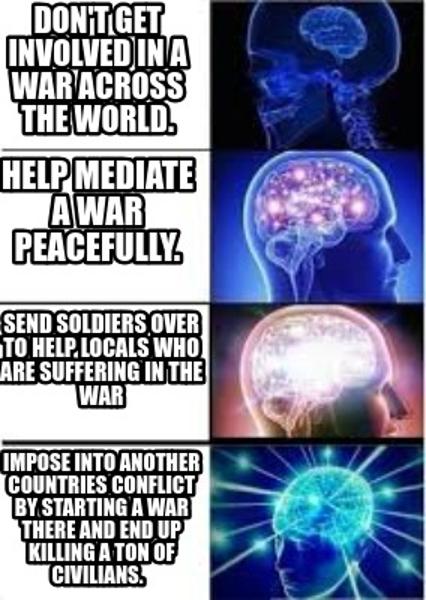 DON'T GET
INVOLVED IN A
WAR ACROSS
THE WORLD.
HELP MEDIATE
A WAR
PEACEFULLY.
SEND SOLDIERS OVER
TO HELP LOCALS WHO
ARE SUFFERING IN THE
WAR
IMPOSE INTO ANOTHER
COUNTRIES CONFLICT
BY STARTING A WAR
THERE AND END UP
KILLING A TON OF
CIVILIANS.